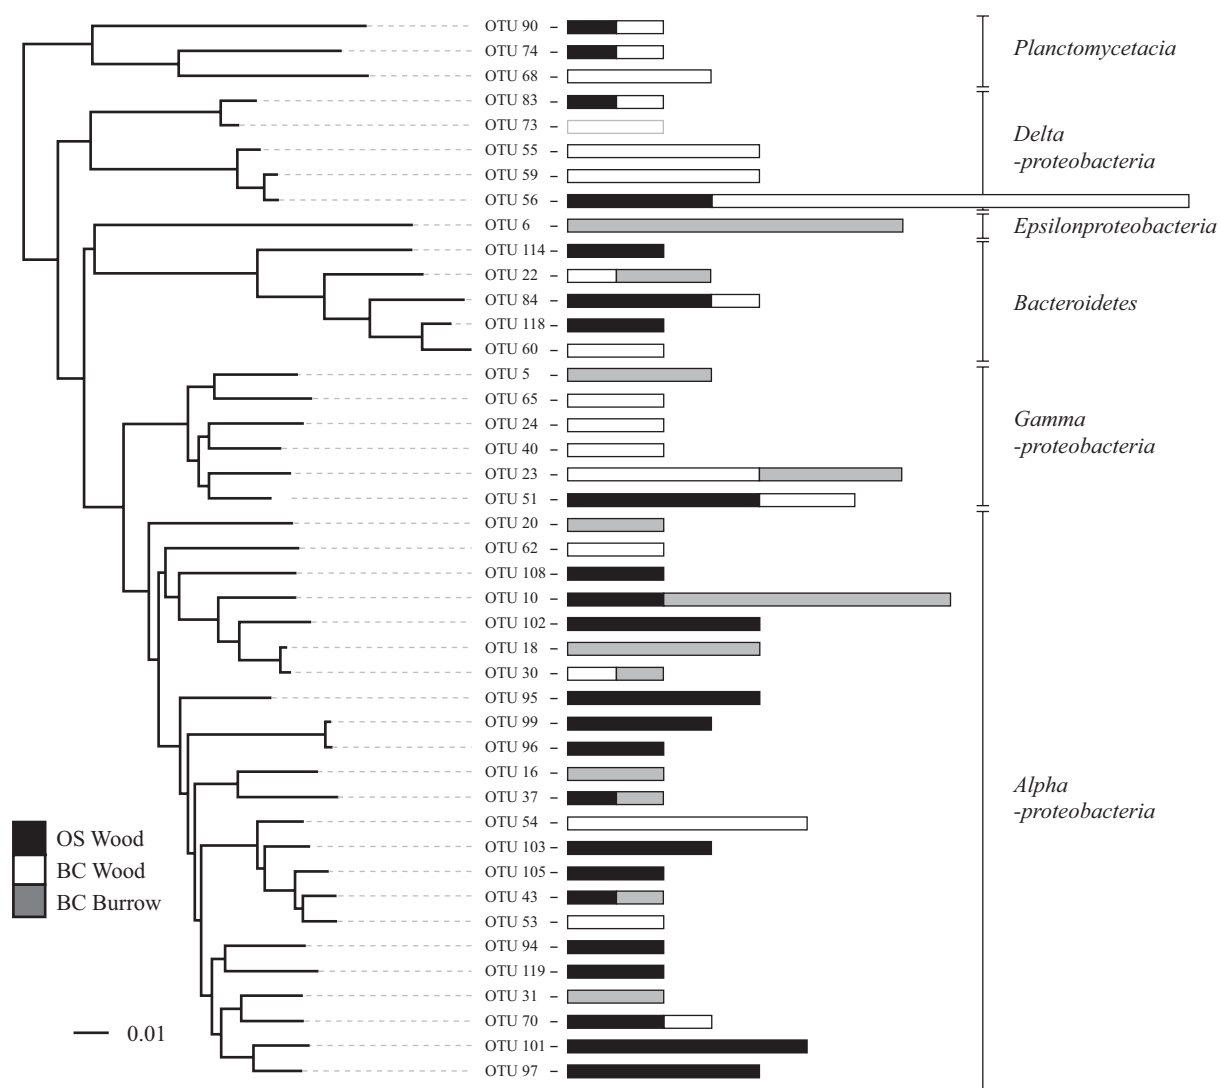 OTU 90
OTU 74
OTU 68
Planctomycetacia
OTU 83
OTU 73
OTU 55
OTU 59
OTU 56
Delta
-proteobacteria
OTU 6
Epsilonproteobacteria
OTU 114
OTU 22
OTU 84
OTU 118
OTU 60
Bacteroidetes
OTU 5
OTU 65
OTU 24
OTU 40
OTU 23
OTU 51
Gamma
-proteobacteria
OTU 20
OTU 62
OTU 108
OTU 10
OTU 102
OTU 18
OTU 30
OTU 95
OTU 99
OTU 96
OTU 16
OTU 37
OTU 54
OTU 103
OTU 105
OTU 43
OTU 53
OTU 94
OTU 119
OTU 31
OTU 70
OTU 101
OTU 97
Alpha
-proteobacteria
OS Wood
BC Wood
BC Burrow
0.01